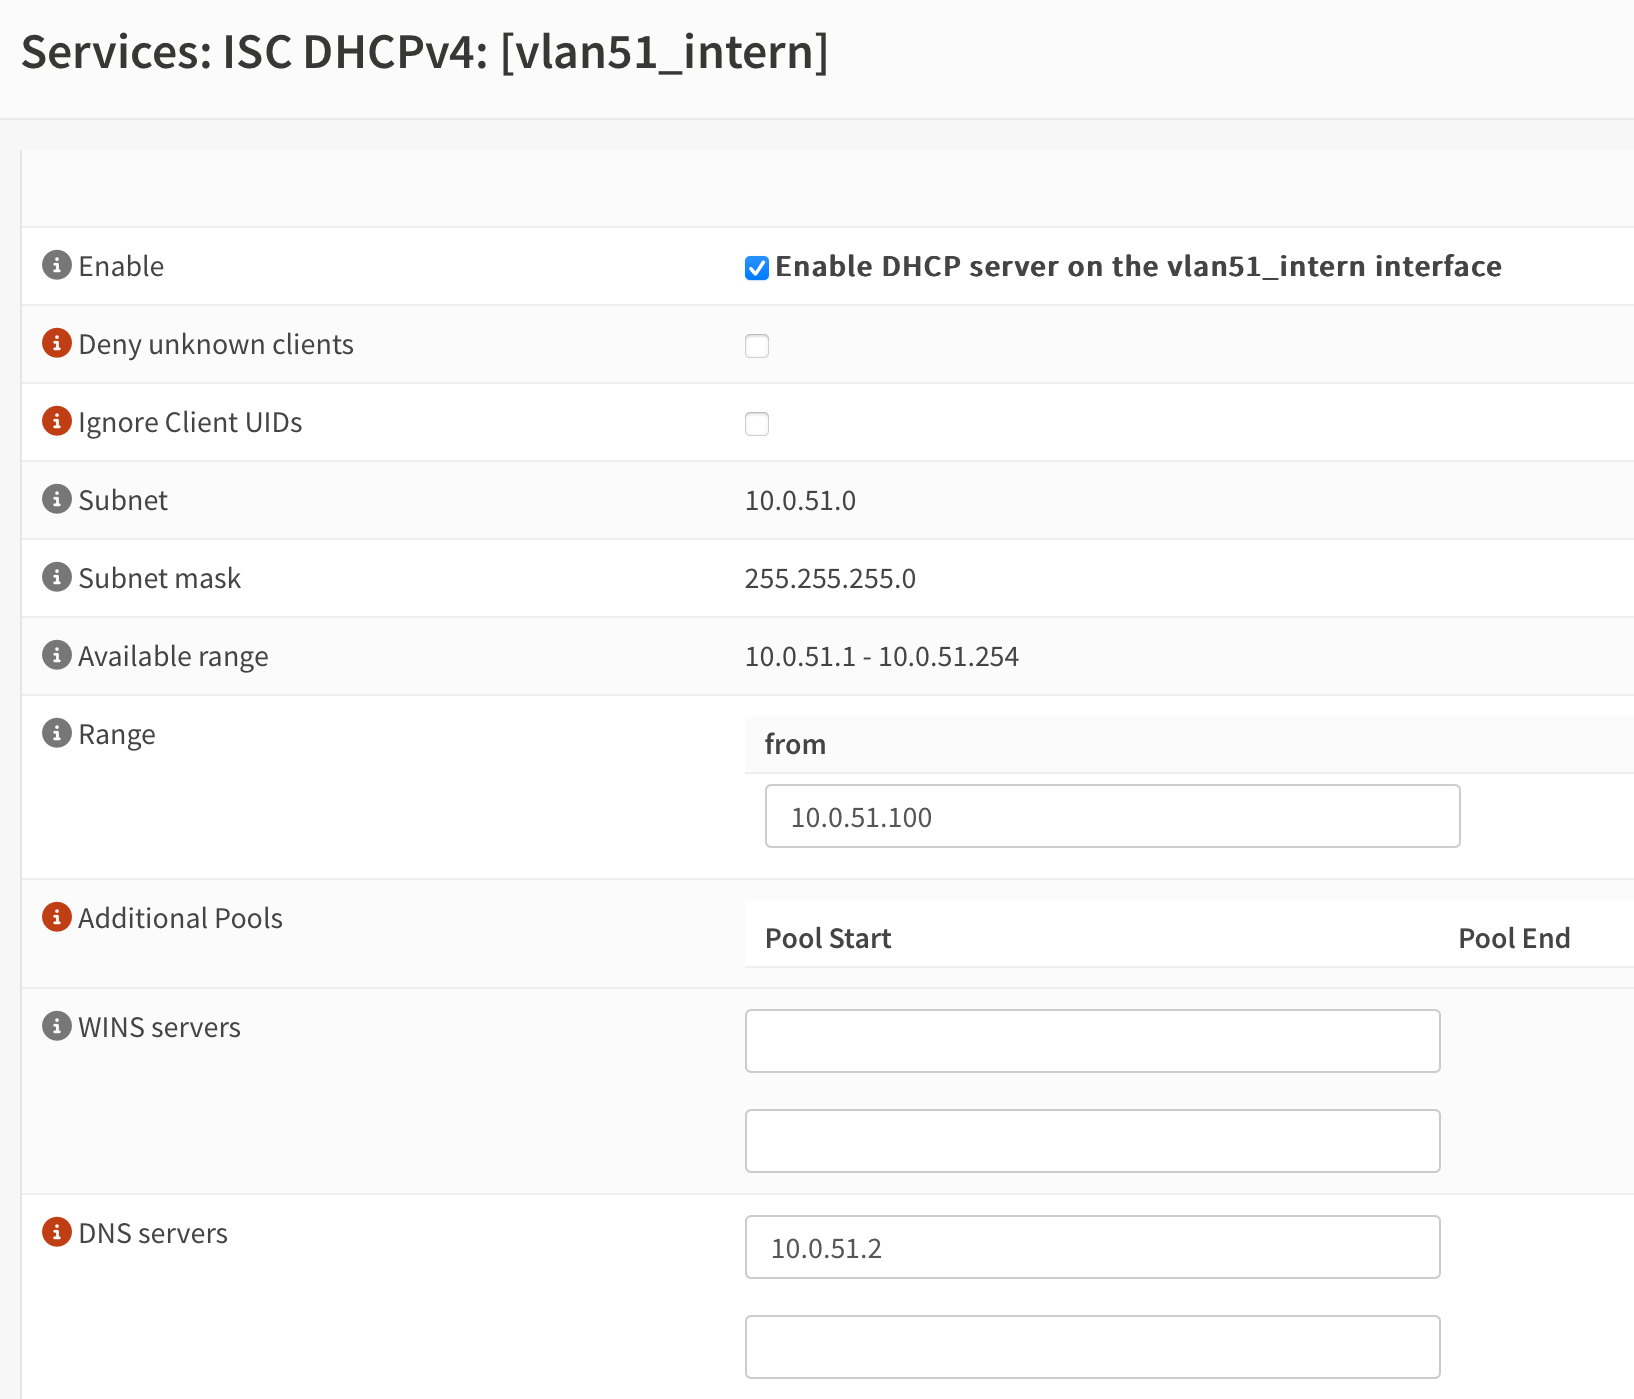 Services: ISC DHCPv4: [vlan51_intern]
Enable
Enable DHCP server on the vlan51_intern interface
Deny unknown clients
Ignore Client UIDs
Subnet
10.0.51.0
Subnet mask
255.255.255.0
Available range
10.0.51.1 - 10.0.51.254
Range
from
10.0.51.100
Additional Pools
Pool Start
Pool End
WINS servers
DNS servers
10.0.51.2